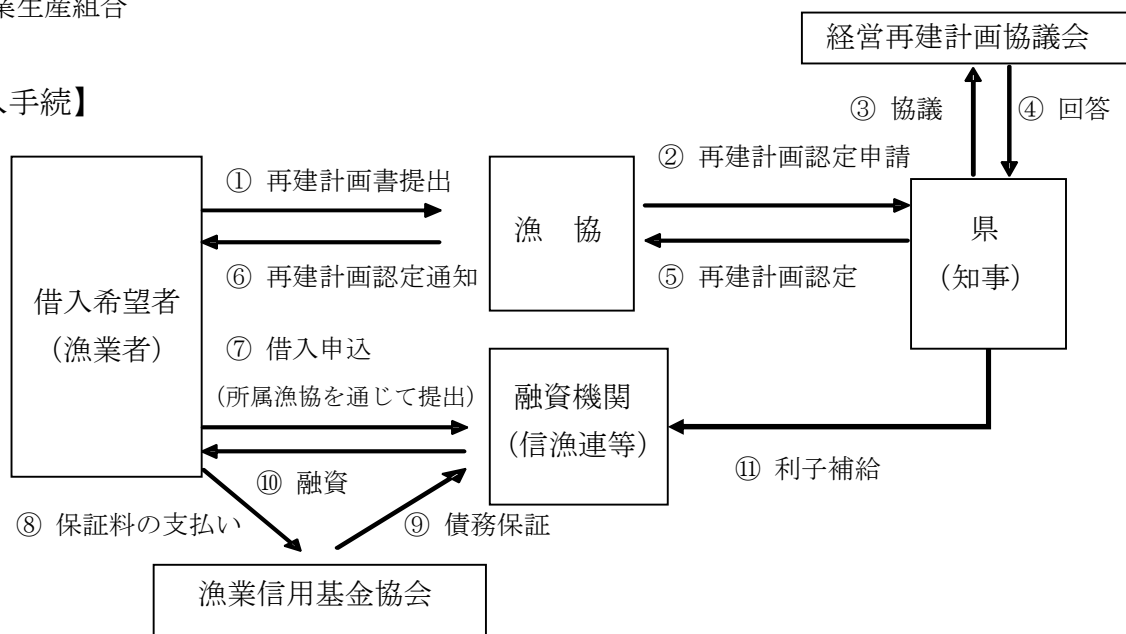 業生産組合
経営再建計画協議会
入手続】
③ 協議
④ 回答
② 再建計画認定申請
① 再建計画書提出
漁　協
県
(知事)
⑥ 再建計画認定通知
⑤ 再建計画認定
借入希望者
(漁業者)
⑦ 借入申込
(所属漁協を通じて提出)
融資機関
(信漁連等)
⑩ 融資
⑪ 利子補給
⑧ 保証料の支払い
⑨ 債務保証
漁業信用基金協会